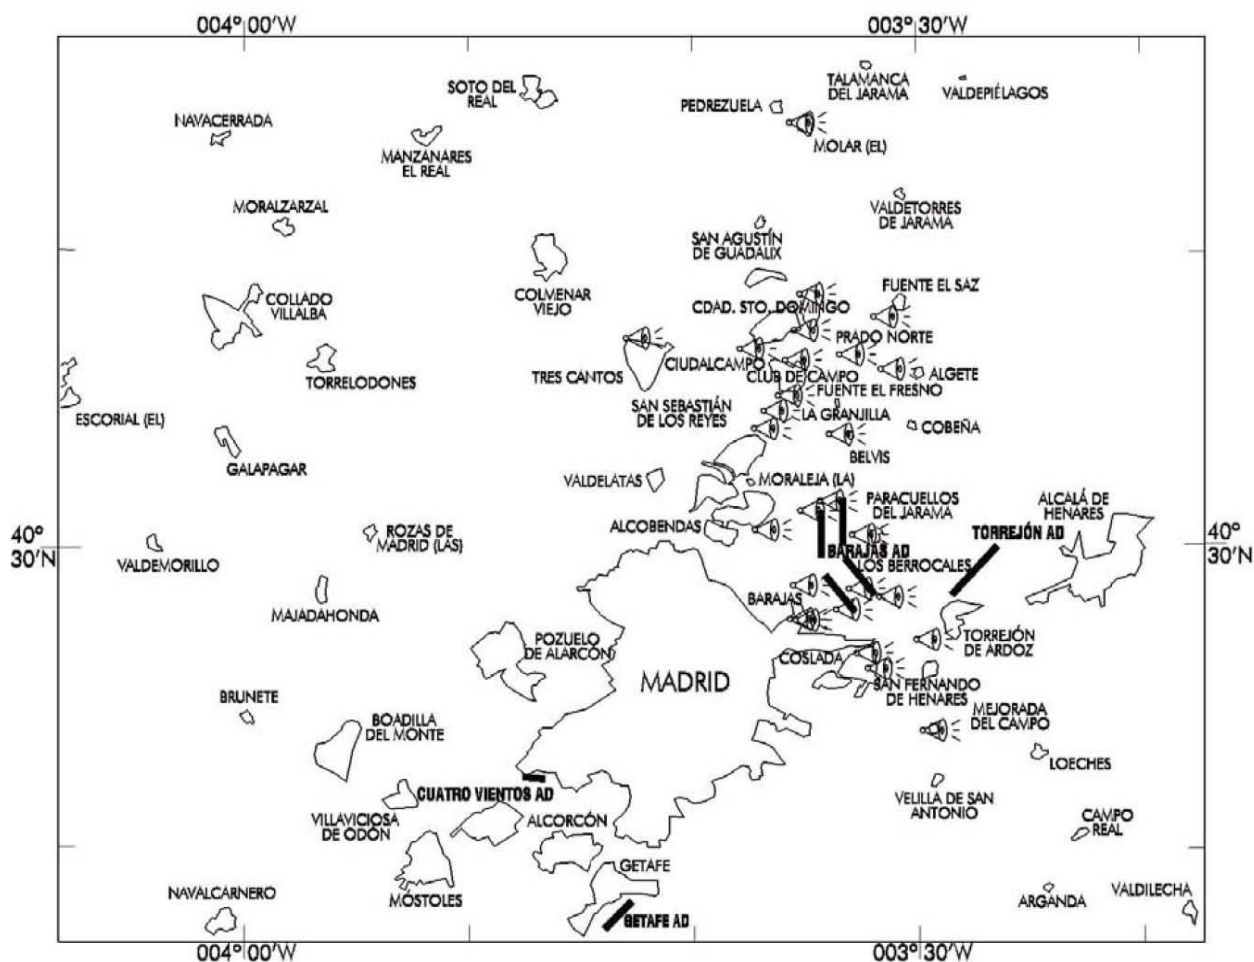 004° 00'W
003° 30'W
SOTO DEL
REAL
TALAMANCA
DEL JARAMA
VALDEPIÉLAGOS
PEDREZUELA
NAVACERRADA
MOLAR (EL)
MANZANARES
EL REAL
MORALZARZAL
VALDETORRES
DE JARAMA
SAN AGUSTÍN
DE GUADALIX
COLLADO
VILLALBA
COLMENAR
VIEJO
FUENTE EL SAZ
CDAD. STO. DOMINGO
PRADO NORTE
TORRELODONES
TRES CANTOS
CIUDALCAMPO
CLUB DE CAMPO
ALGETE
FUENTE EL FRESNO
ESCORIAL (EL)
SAN SEBASTIÁN
DE LOS REYES
LA GRANJILLA
COBEÑA
BELVIS
GALAPAGAR
VALDELATAS
MORALEJA (LA)
PARACUELLOS
DEL JARAMA
ALCALÁ DE
HENARES
ALCOBENDAS
40°
30'N
ROZAS DE
MADRID (LAS)
TORREJÓN AD
40°
30'N
BARAJAS AD
VALDEMORILLO
LOS BERROCALES
MAJADAHONDA
BARAJAS
POZUELO
DE ALARCÓN
TORREJÓN
DE ARDOZ
COSLADA
MADRID
SAN FERNANDO
DE HENARES
BRUNETE
MEJORADA
DEL CAMPO
BOADILLA
DEL MONTE
LOECHES
CUATRO VIENTOS AD
VELILLA DE SAN
ANTONIO
VILLAVICIOSA
DE ODÓN
ALCORCÓN
CAMPO
REAL
GETAFE
NAVALCARNERO
MÓSTOLES
ARGANDA
VALDILECHA
GETAFE AD
004° 00'W
003° 30'W